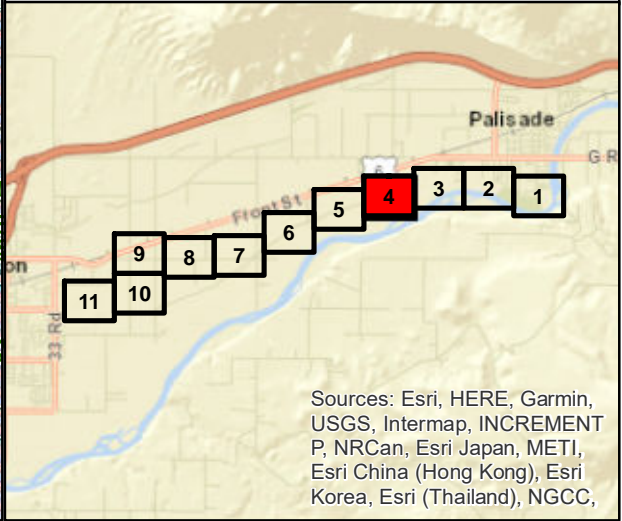 Palisade
G R
6
4
3
2
1
Front St
5
6
9
8
7
on
10
11
33 Rd
Sources: Esri, HERE, Garmin,
USGS, Intermap, INCREMENT
P, NRCan, Esri Japan, METI,
Esri China (Hong Kong), Esri
Korea, Esri (Thailand), NGCC,